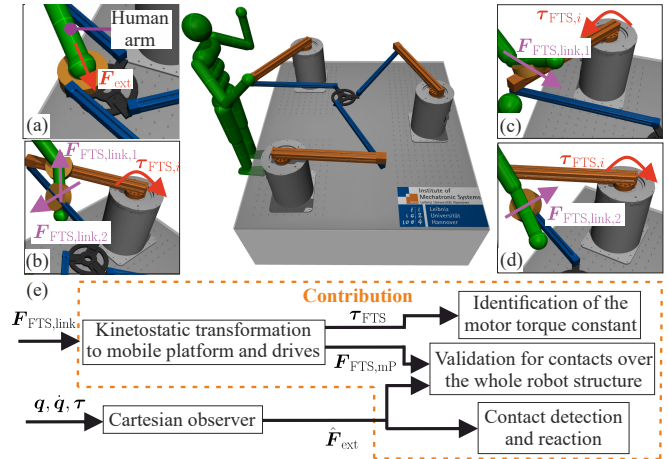 (a)
Human
arm
F_ext
(b)
F_FTS,link,1
τ_FTS,i
F_FTS,link,2
Institute of
Mechatronic Systems
Leibniz Universität Hannover
Leibniz
Universität
Hannover
(c)
τ_FTS,i
F_FTS,link,1
(d)
τ_FTS,i
F_FTS,link,2
(e)
Contribution
F_FTS,link
Kinetostatic transformation
to mobile platform and drives
τ_FTS
F_FTS,mP
Identification of the
motor torque constant
Validation for contacts over
the whole robot structure
q, q̇, τ
Cartesian observer
F̂_ext
Contact detection
and reaction